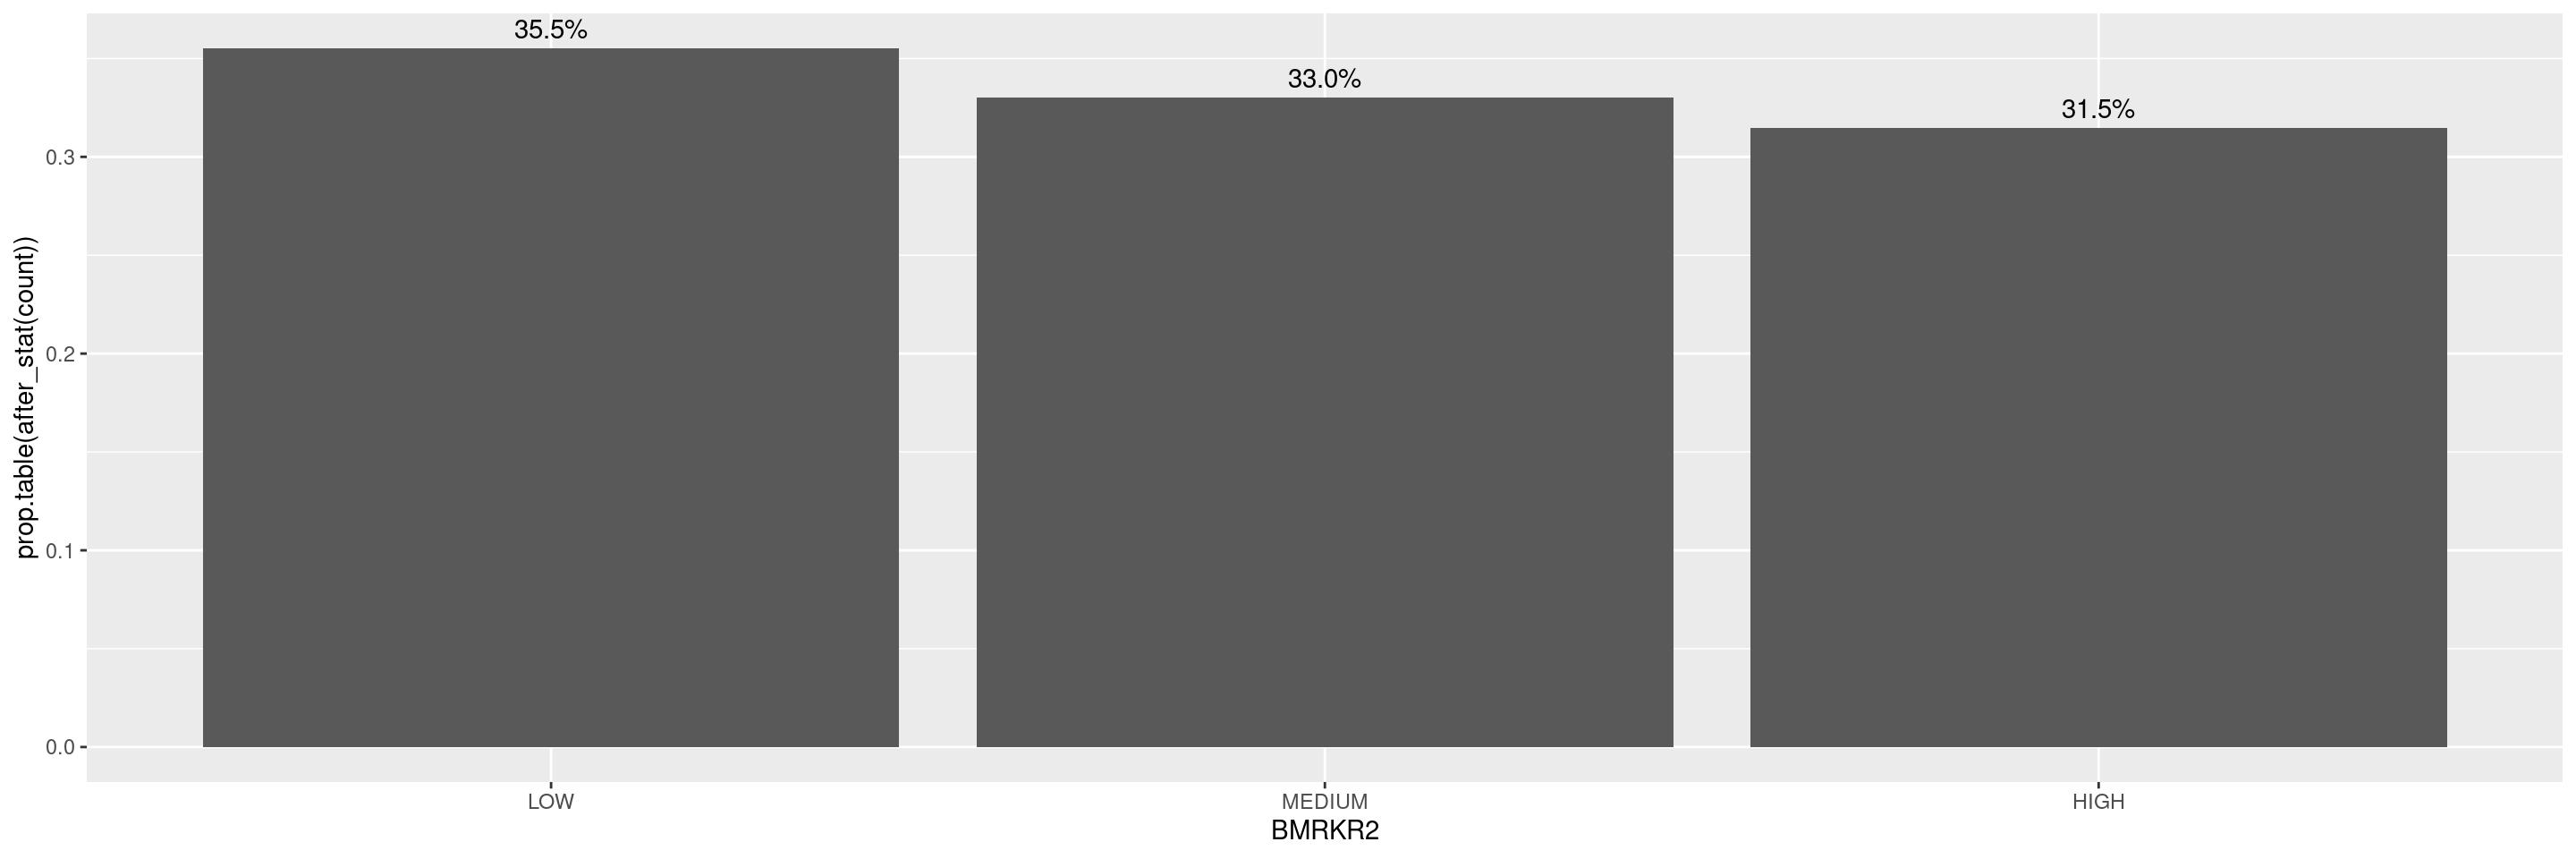 35.5%
33.0%
31.5%
prop.table(after_stat(count))
0.3
0.2
0.1
0.0
LOW
MEDIUM
HIGH
BMRKR2